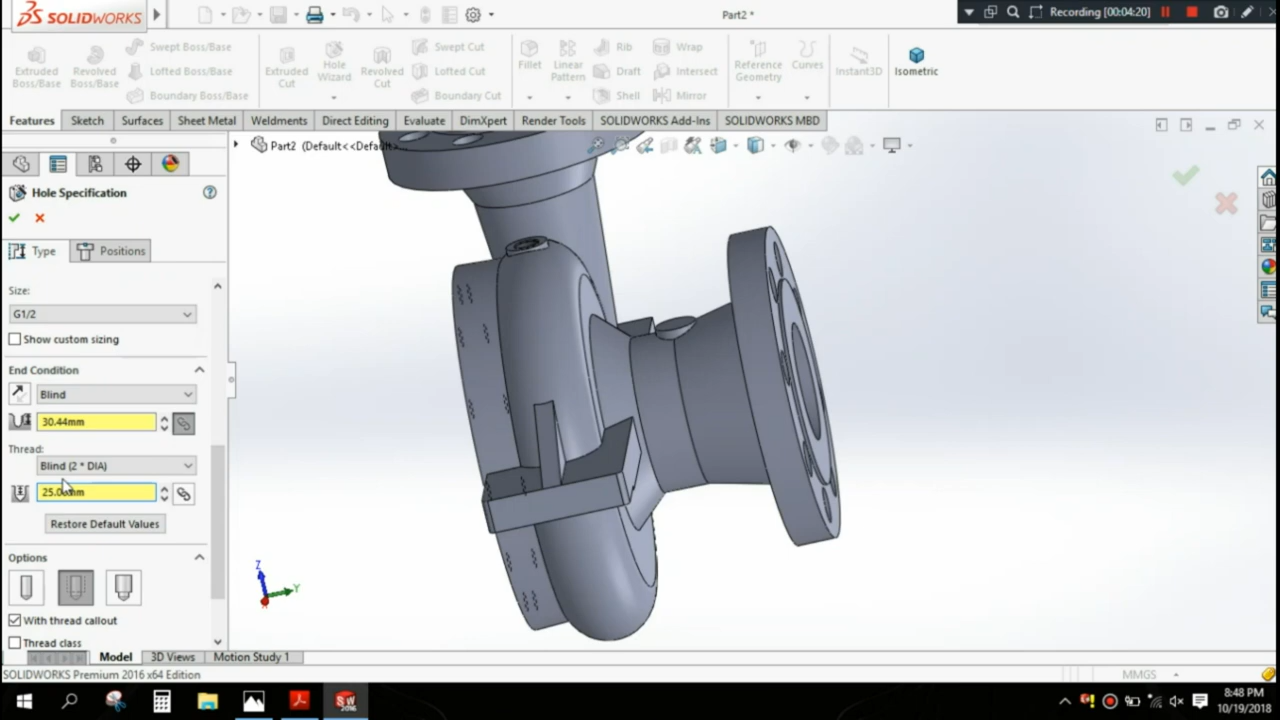 SOLIDWORKS
Part2 *
Recording [00:04:20]
Extruded Boss/Base
Revolved Boss/Base
Swept Boss/Base
Lofted Boss/Base
Boundary Boss/Base
Extruded Cut
Hole Wizard
Revolved Cut
Swept Cut
Lofted Cut
Boundary Cut
Fillet
Linear Pattern
Rib
Draft
Shell
Wrap
Intersect
Mirror
Reference Geometry
Curves
Instant3D
Isometric
Features Sketch Surfaces Sheet Metal Weldments Direct Editing Evaluate DimXpert Render Tools SOLIDWORKS Add-Ins SOLIDWORKS MBD
Part2 (Default<<Default>...
Hole Specification
Type Positions
Size:
G1/2
Show custom sizing
End Condition
Blind
30.44mm
Thread:
Blind (2 * DIA)
Restore Default Values
Options
With thread callout
Thread class
Z
Y
Model 3D Views Motion Study 1
SOLIDWORKS Premium 2016 x64 Edition
MMGS
SW
2016
8:48 PM
10/19/2018